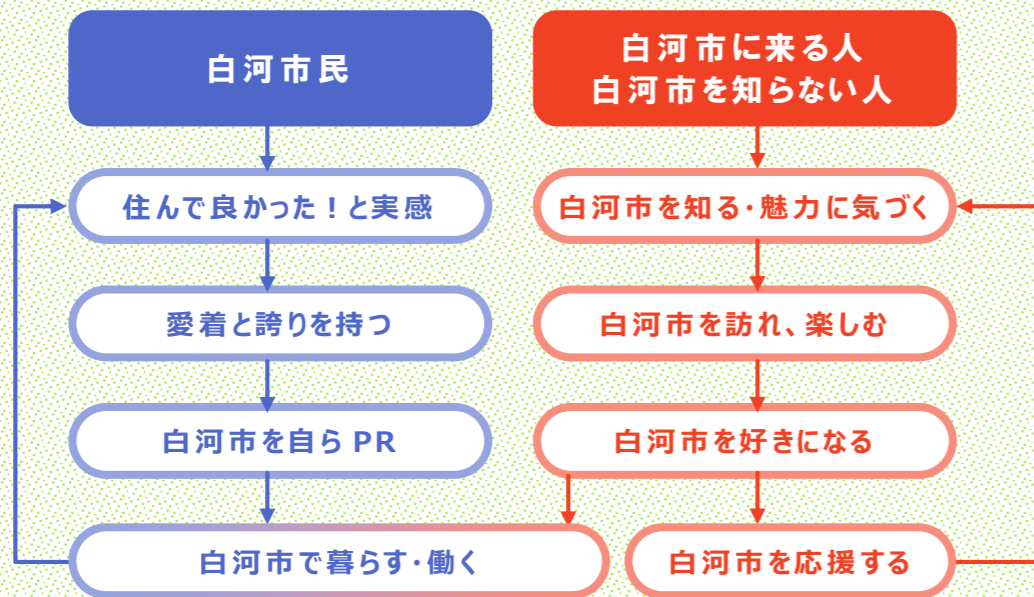 白河市民
住んで良かった！と実感
愛着と誇りを持つ
白河市を自らPR
白河市で暮らす・働く
白河市に来る人
白河市を知らない人
白河市を知る・魅力に気づく
白河市を訪れ、楽しむ
白河市を好きになる
白河市を応援する